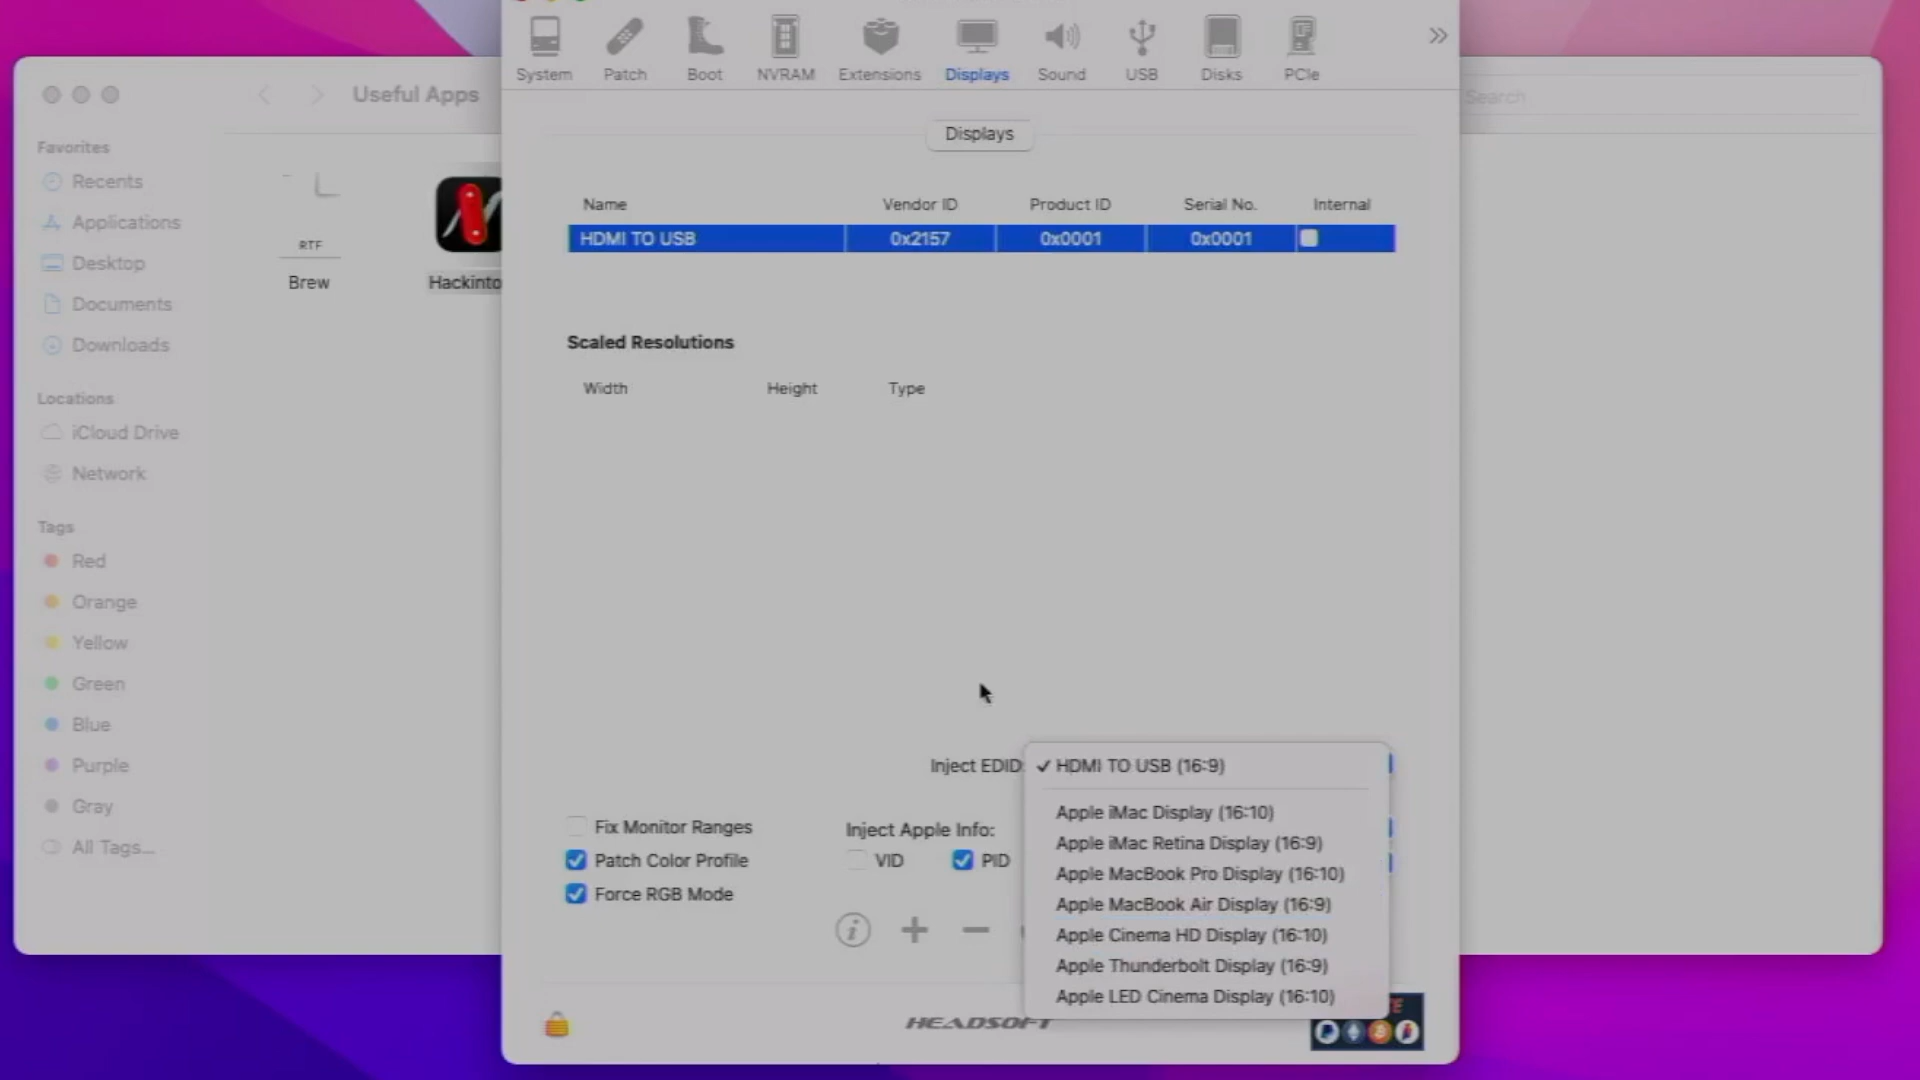 System Patch Boot NVRAM Extensions Displays Sound USB Disks PCIe
Useful Apps
Search
Favorites
Recents
Applications
Desktop
Documents
Downloads
Locations
iCloud Drive
Network
Tags
Red
Orange
Yellow
Green
Blue
Purple
Gray
All Tags...
RTF
Brew
Hackinto
Displays
Name Vendor ID Product ID Serial No. Internal
HDMI TO USB 0x2157 0x0001 0x0001
Scaled Resolutions
Width Height Type
Inject EDID:
HDMI TO USB (16:9)
Apple iMac Display (16:10)
Apple iMac Retina Display (16:9)
Apple MacBook Pro Display (16:10)
Apple MacBook Air Display (16:9)
Apple Cinema HD Display (16:10)
Apple Thunderbolt Display (16:9)
Apple LED Cinema Display (16:10)
Fix Monitor Ranges
Patch Color Profile
Force RGB Mode
Inject Apple Info:
VID PID
HEADSOFT